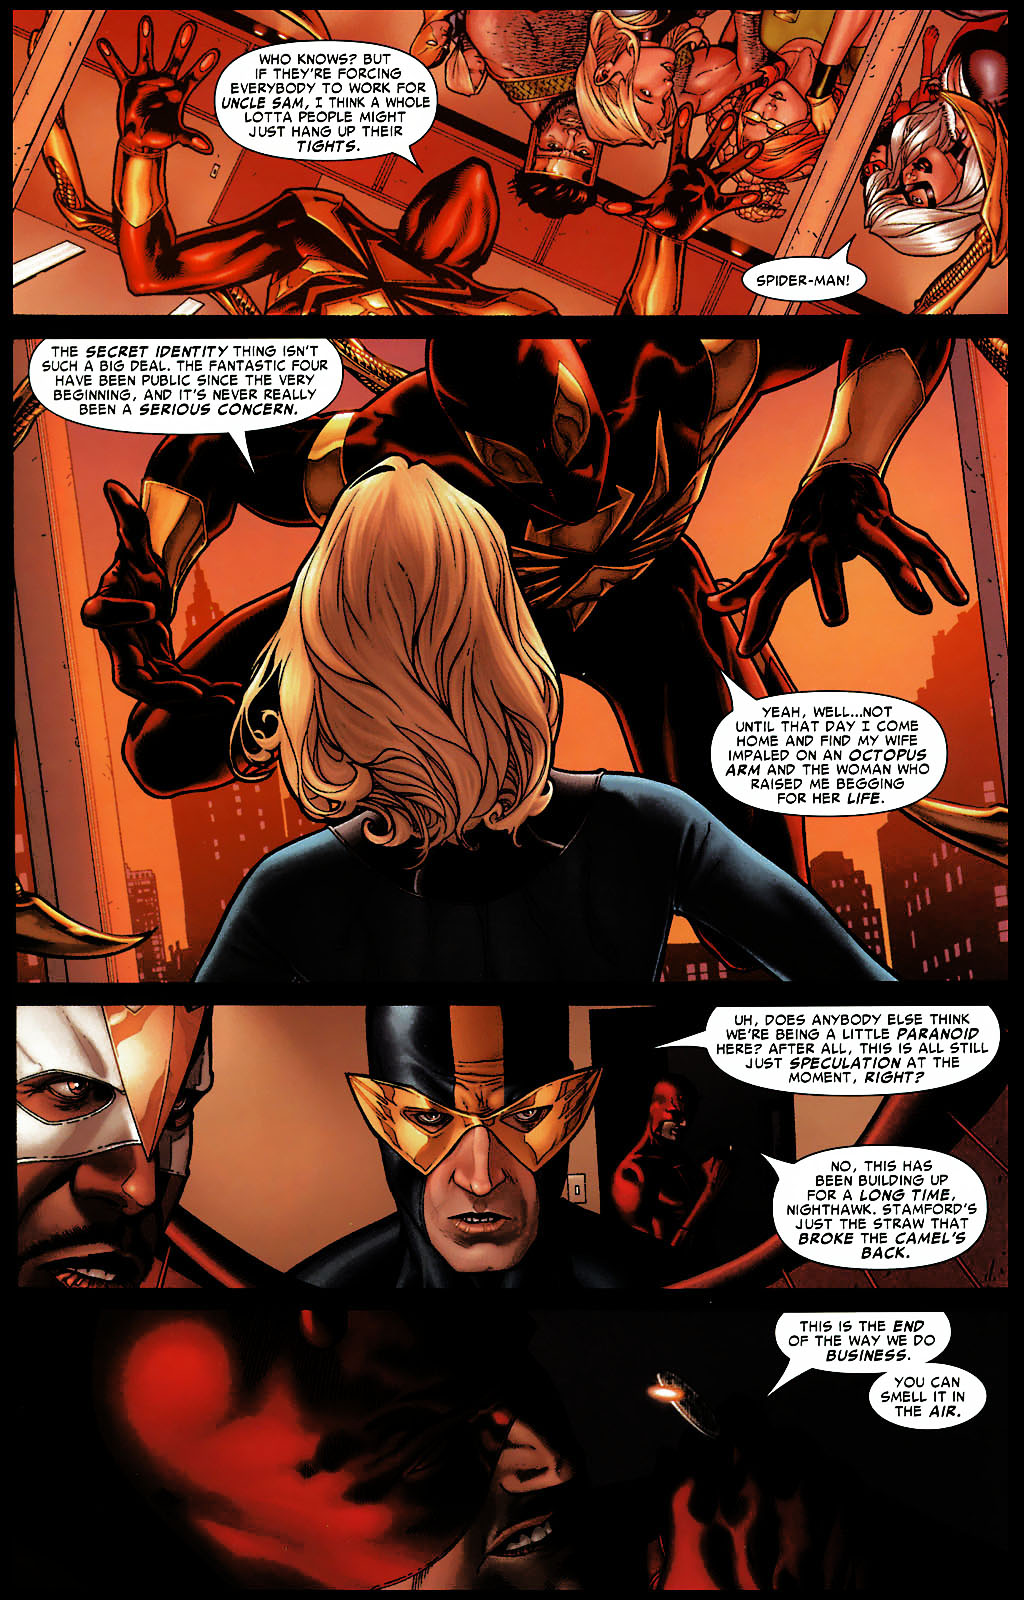 WHO KNOWS? BUT
IF THEY'RE FORCING
EVERYBODY TO WORK FOR
UNCLE SAM, I THINK A WHOLE
LOTTA PEOPLE MIGHT
JUST HANG UP THEIR
TIGHTS.
SPIDER-MAN!
THE SECRET IDENTITY THING ISN'T
SUCH A BIG DEAL. THE FANTASTIC FOUR
HAVE BEEN PUBLIC SINCE THE VERY
BEGINNING, AND IT'S NEVER REALLY
BEEN A SERIOUS CONCERN.
YEAH, WELL...NOT
UNTIL THAT DAY I COME
HOME AND FIND MY WIFE
IMPALED ON AN OCTOPUS
ARM AND THE WOMAN WHO
RAISED ME BEGGING
FOR HER LIFE.
UH, DOES ANYBODY ELSE THINK
WE'RE BEING A LITTLE PARANOID
HERE? AFTER ALL, THIS IS ALL STILL
JUST SPECULATION AT THE
MOMENT, RIGHT?
NO, THIS HAS
BEEN BUILDING UP
FOR A LONG TIME,
NIGHTHAWK. STAMFORD'S
JUST THE STRAW THAT
BROKE THE CAMEL'S
BACK.
THIS IS THE END
OF THE WAY WE DO
BUSINESS.
YOU CAN
SMELL IT IN
THE AIR.